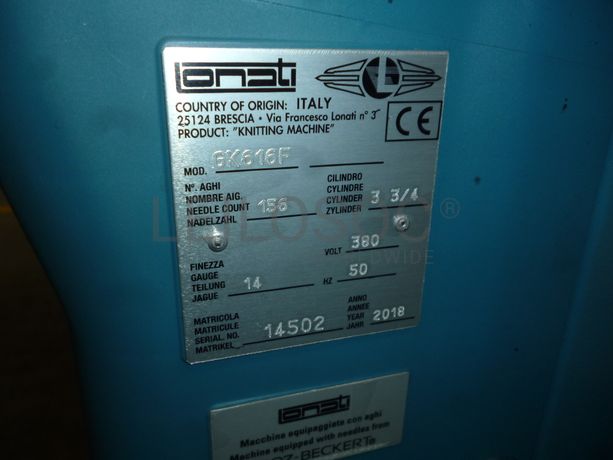 Lonati
COUNTRY OF ORIGIN: ITALY
25124 BRESCIA • Via Francesco Lonati n° 3
PRODUCT: "KNITTING MACHINE"
CE
MOD. GK616F
N°. AGHI
NOMBRE AIG.
NEEDLE COUNT 156
NADELZAHL
CILINDRO
CYLINDRE
CYLINDER 3 3/4
ZYLINDER
VOLT 380
FINEZZA
GAUGE
TEILUNG 14
JAUGE
HZ 50
MATRICOLA
MATRICULE
SERIAL. NO. 14502
MATRIKEL
ANNO
ANNEE
YEAR 2018
JAHR
Lonati
Macchine equipaggiate con aghi
Machine equipped with needles from
Z-BECKERT®